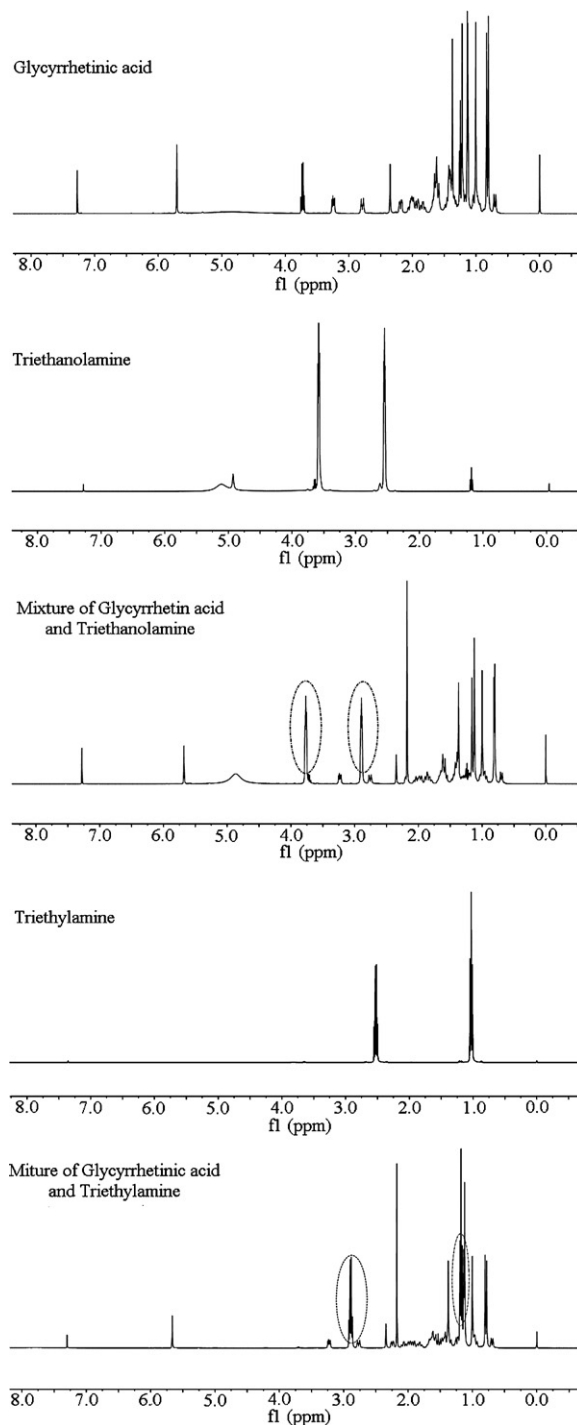 Glycyrrhetinic acid
8.0 7.0 6.0 5.0 4.0 3.0 2.0 1.0 0.0
f1 (ppm)
Triethanolamine
8.0 7.0 6.0 5.0 4.0 3.0 2.0 1.0 0.0
f1 (ppm)
Mixture of Glycyrrhetin acid
and Triethanolamine
8.0 7.0 6.0 5.0 4.0 3.0 2.0 1.0 0.0
f1 (ppm)
Triethylamine
8.0 7.0 6.0 5.0 4.0 3.0 2.0 1.0 0.0
f1 (ppm)
Miture of Glycyrrhetinic acid
and Triethylamine
8.0 7.0 6.0 5.0 4.0 3.0 2.0 1.0 0.0
f1 (ppm)